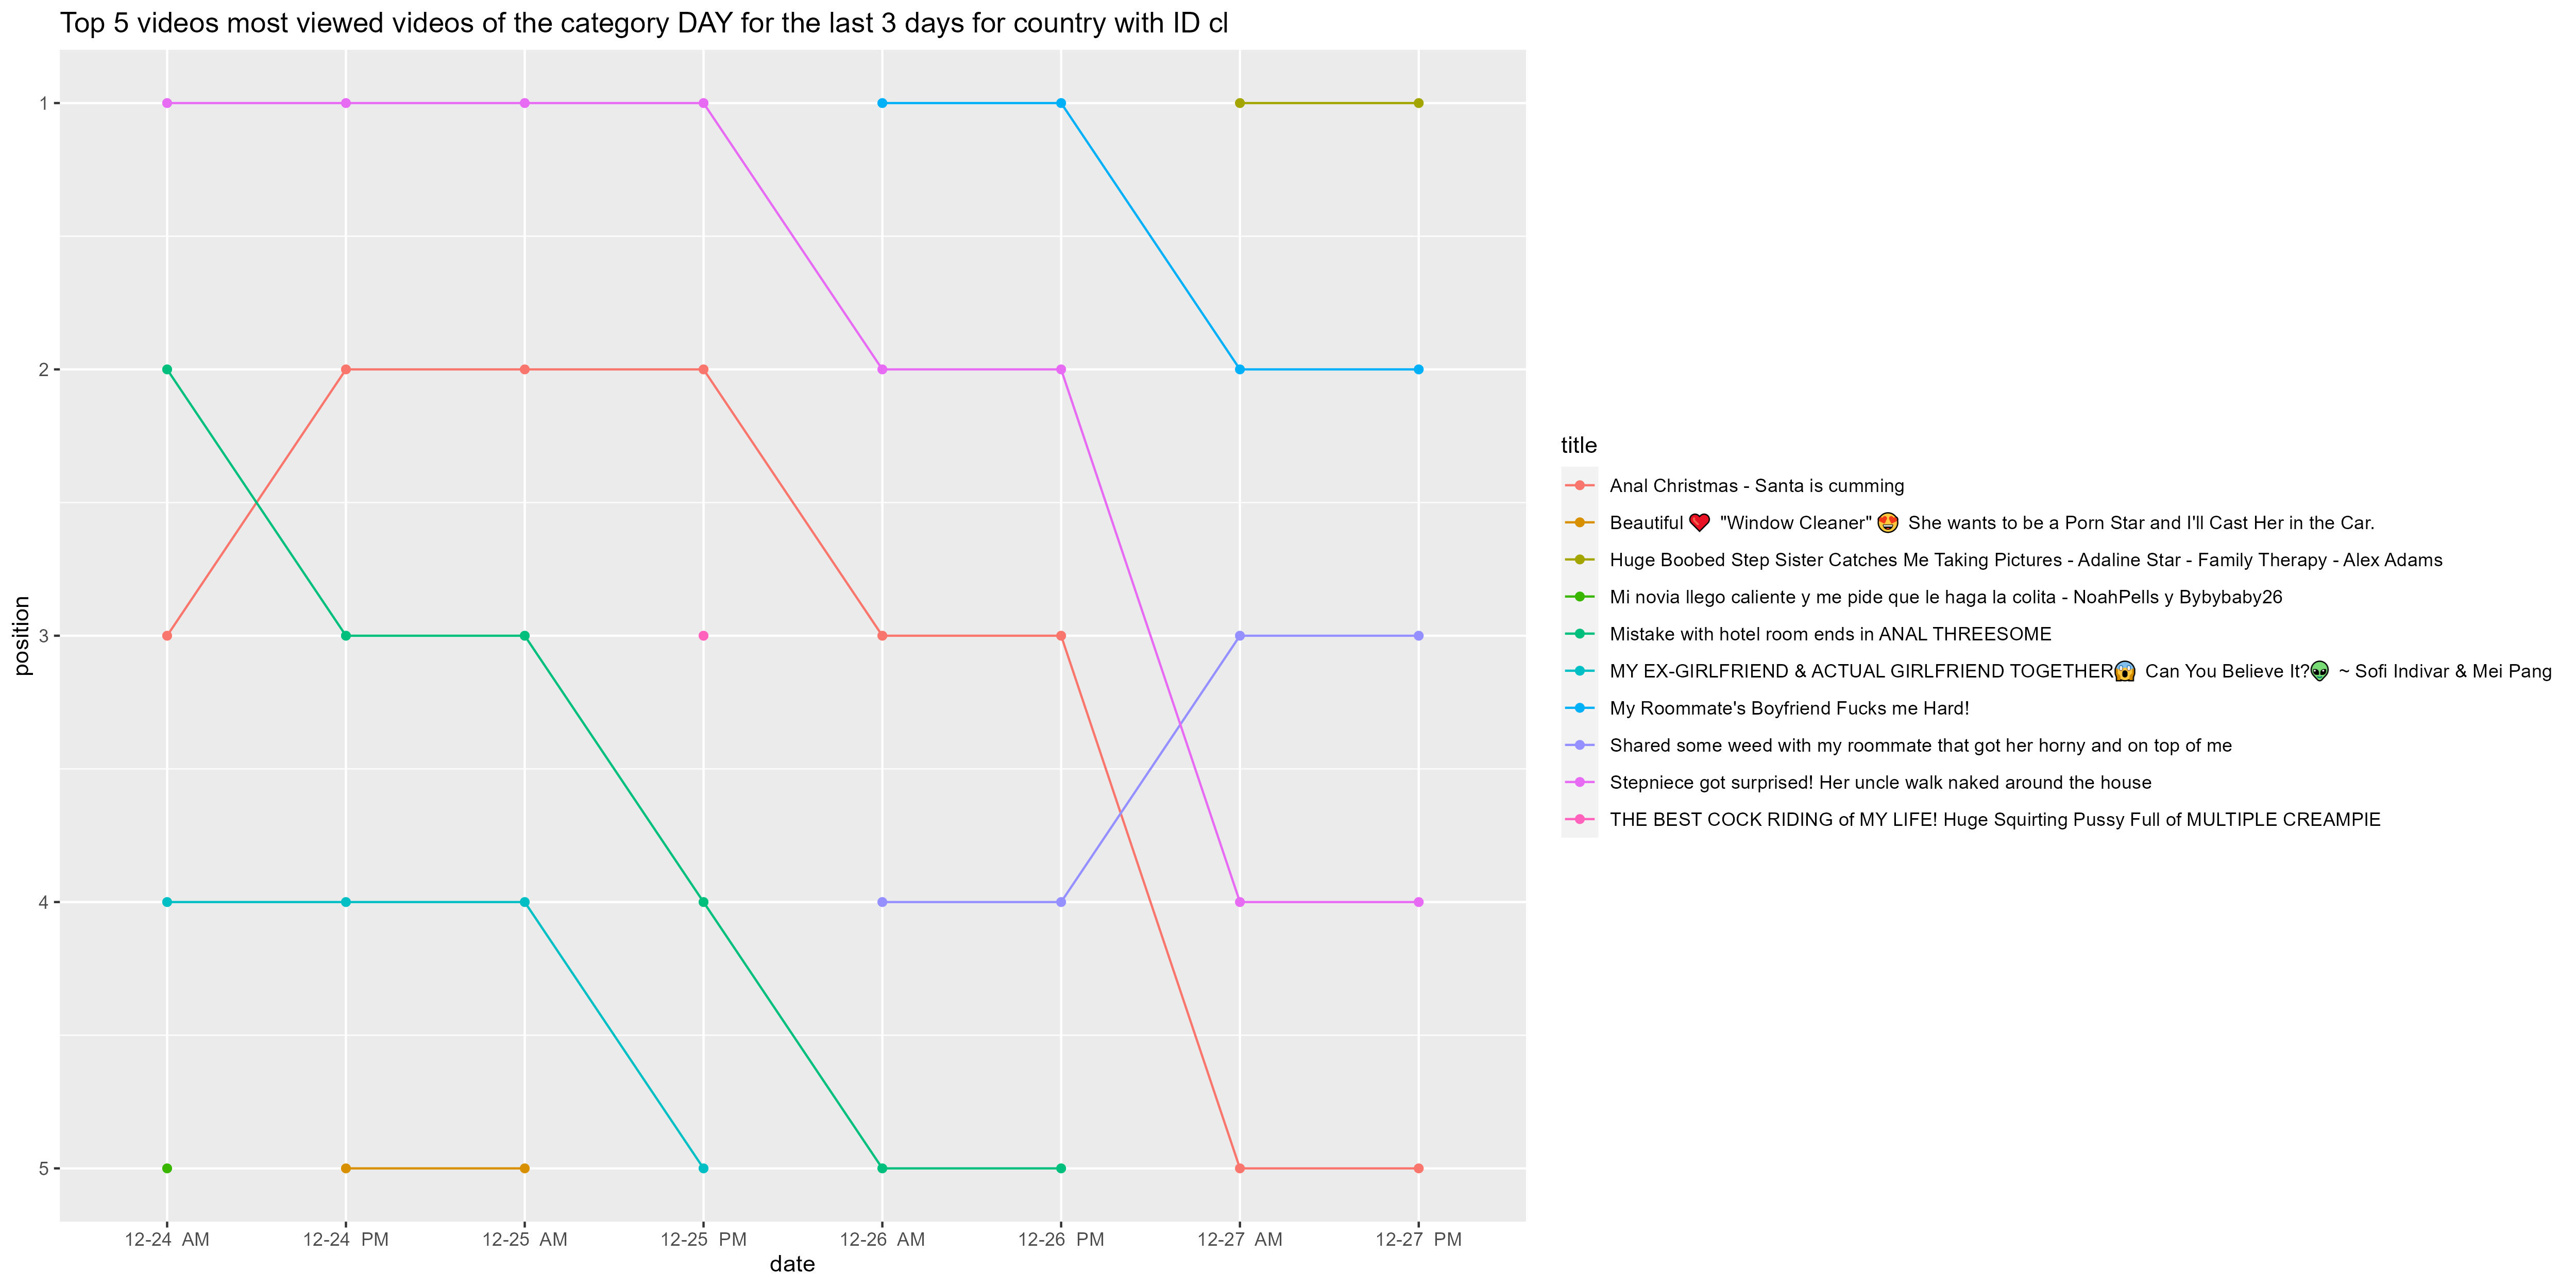 Top 5 videos most viewed videos of the category DAY for the last 3 days for country with ID cl
1
2
3
4
5
position
12-24 AM
12-24 PM
12-25 AM
12-25 PM
12-26 AM
12-26 PM
12-27 AM
12-27 PM
date
title
Anal Christmas - Santa is cumming
Beautiful ❤️ "Window Cleaner" 😍 She wants to be a Porn Star and I'll Cast Her in the Car.
Huge Boobed Step Sister Catches Me Taking Pictures - Adaline Star - Family Therapy - Alex Adams
Mi novia llego caliente y me pide que le haga la colita - NoahPells y Bybybaby26
Mistake with hotel room ends in ANAL THREESOME
MY EX-GIRLFRIEND & ACTUAL GIRLFRIEND TOGETHER😱 Can You Believe It?👽 ~ Sofi Indivar & Mei Pang
My Roommate's Boyfriend Fucks me Hard!
Shared some weed with my roommate that got her horny and on top of me
Stepniece got surprised! Her uncle walk naked around the house
THE BEST COCK RIDING of MY LIFE! Huge Squirting Pussy Full of MULTIPLE CREAMPIE